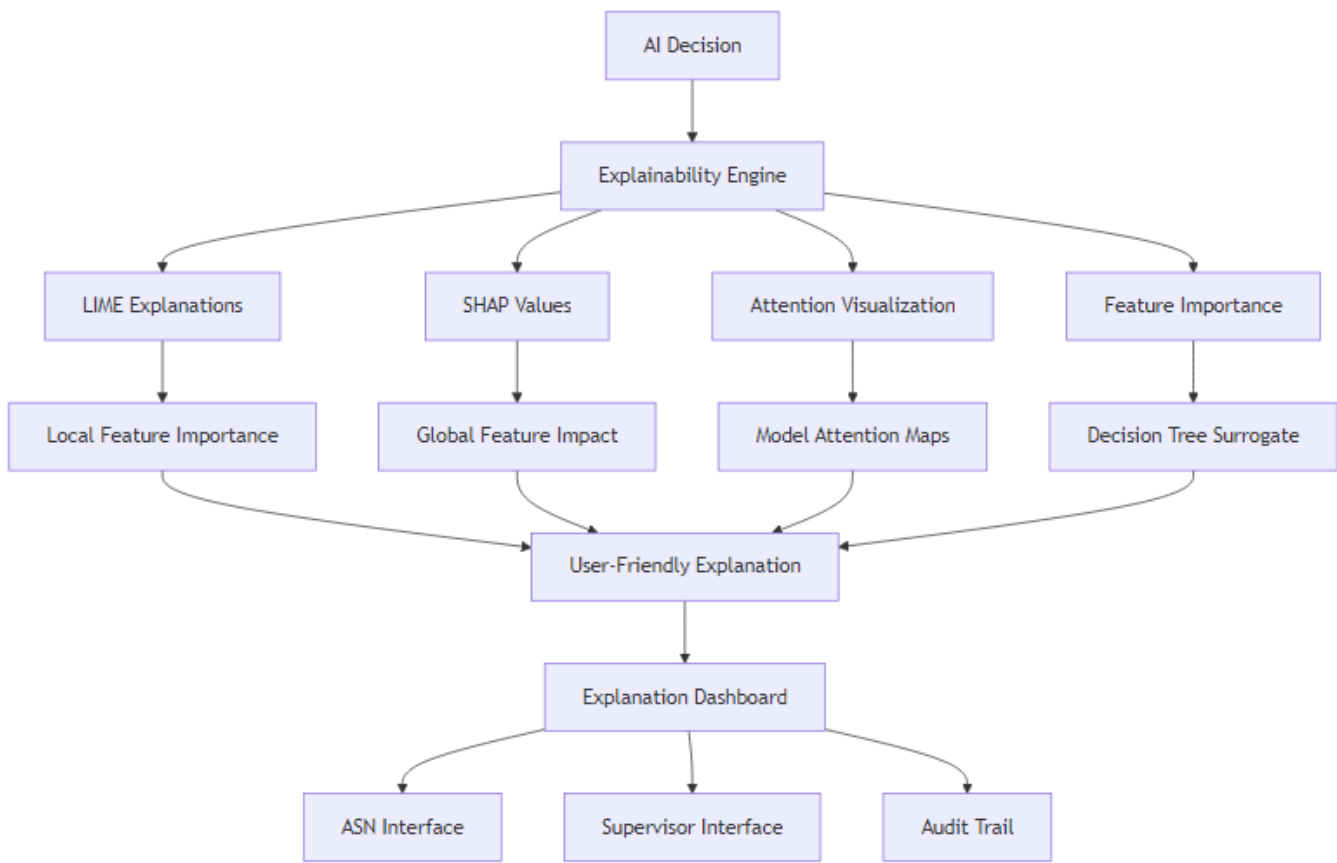 AI Decision
Explainability Engine
LIME Explanations
SHAP Values
Attention Visualization
Feature Importance
Local Feature Importance
Global Feature Impact
Model Attention Maps
Decision Tree Surrogate
User-Friendly Explanation
Explanation Dashboard
ASN Interface
Supervisor Interface
Audit Trail